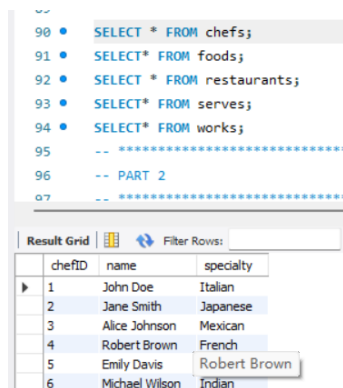 90 SELECT * FROM chefs;
91 SELECT* FROM foods;
92 SELECT * FROM restaurants;
93 SELECT* FROM serves;
94 SELECT* FROM works;
95 -- *******************************
96 -- PART 2
97 -- *******************************
Result Grid Filter Rows:
chefID name specialty
1 John Doe Italian
2 Jane Smith Japanese
3 Alice Johnson Mexican
4 Robert Brown French
5 Emily Davis Robert Brown
6 Michael Wilson Indian